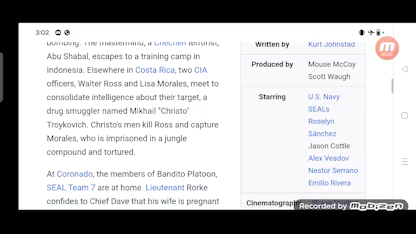 3:02
bombing. The mastermind, a Chechen terrorist,
Abu Shabal, escapes to a training camp in
Indonesia. Elsewhere in Costa Rica, two CIA
officers, Walter Ross and Lisa Morales, meet to
consolidate intelligence about their target, a
drug smuggler named Mikhail "Christo"
Troykovich. Christo's men kill Ross and capture
Morales, who is imprisoned in a jungle
compound and tortured.
At Coronado, the members of Bandito Platoon,
SEAL Team 7 are at home. Lieutenant Rorke
confides to Chief Dave that his wife is pregnant
Written by Kurt Johnstad
Produced by Mouse McCoy
Scott Waugh
Starring U.S. Navy
SEALs
Roselyn
Sánchez
Jason Cottle
Alex Veadov
Nestor Serrano
Emilio Rivera
Cinematography
Recorded by Mobizen